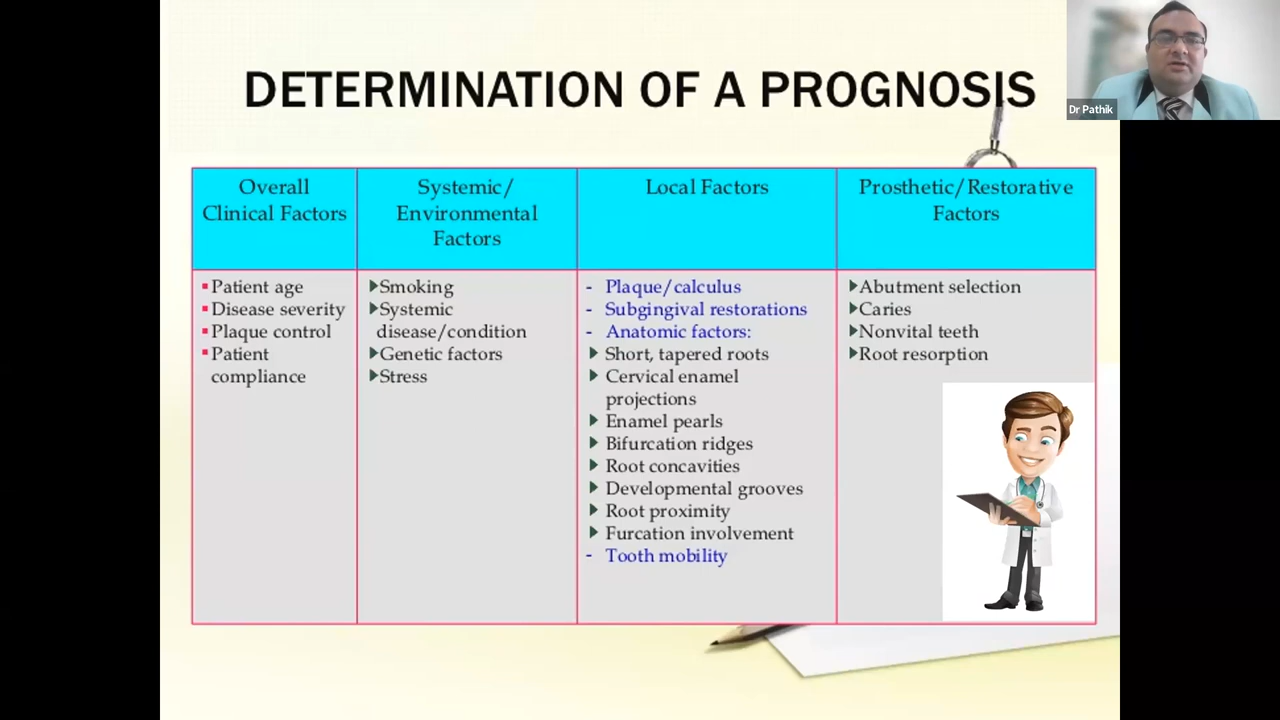 DETERMINATION OF A PROGNOSIS
Dr Pathik
Overall
Clinical Factors
Systemic/
Environmental
Factors
Local Factors
Prosthetic/Restorative
Factors
Patient age
Disease severity
Plaque control
Patient
compliance
Smoking
Systemic
disease/condition
Genetic factors
Stress
- Plaque/calculus
- Subgingival restorations
- Anatomic factors:
Short, tapered roots
Cervical enamel
projections
Enamel pearls
Bifurcation ridges
Root concavities
Developmental grooves
Root proximity
Furcation involvement
- Tooth mobility
Abutment selection
Caries
Nonvital teeth
Root resorption